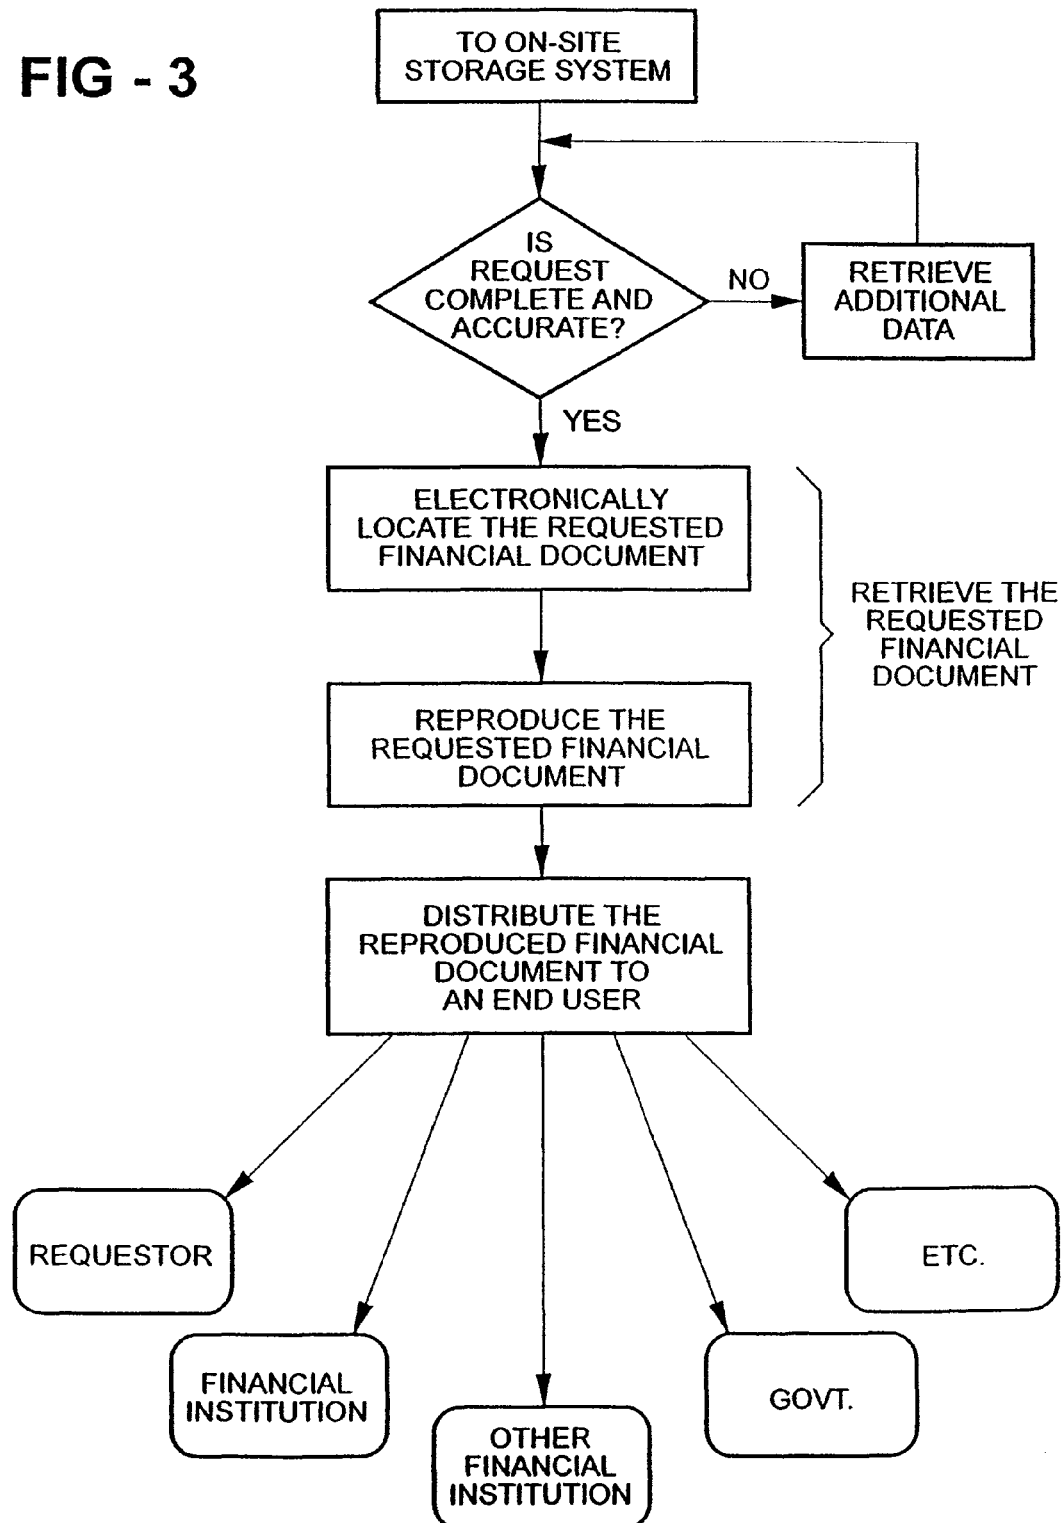 FIG - 3
TO ON-SITE
STORAGE SYSTEM
IS
REQUEST
COMPLETE AND
ACCURATE?
NO
RETRIEVE
ADDITIONAL
DATA
YES
ELECTRONICALLY
LOCATE THE REQUESTED
FINANCIAL DOCUMENT
RETRIEVE THE
REQUESTED
FINANCIAL
DOCUMENT
REPRODUCE THE
REQUESTED FINANCIAL
DOCUMENT
DISTRIBUTE THE
REPRODUCED FINANCIAL
DOCUMENT TO
AN END USER
REQUESTOR
FINANCIAL
INSTITUTION
OTHER
FINANCIAL
INSTITUTION
GOVT.
ETC.